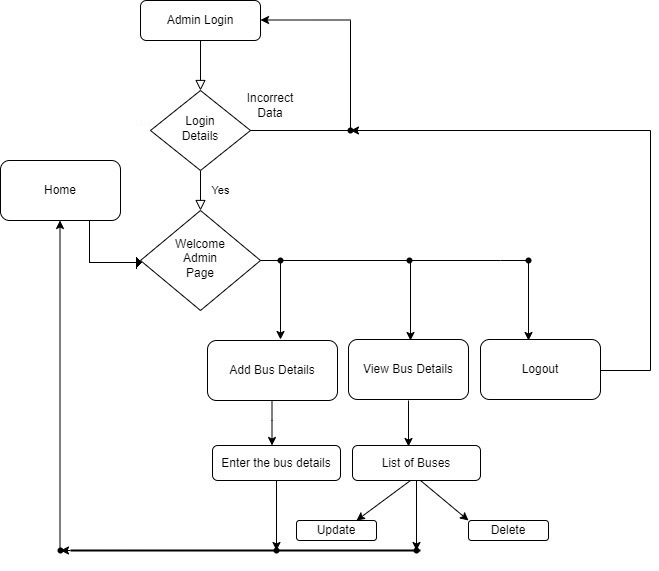 Admin Login
Incorrect
Data
Login
Details
Yes
Home
Welcome
Admin
Page
Add Bus Details
View Bus Details
Logout
Enter the bus details
List of Buses
Update
Delete